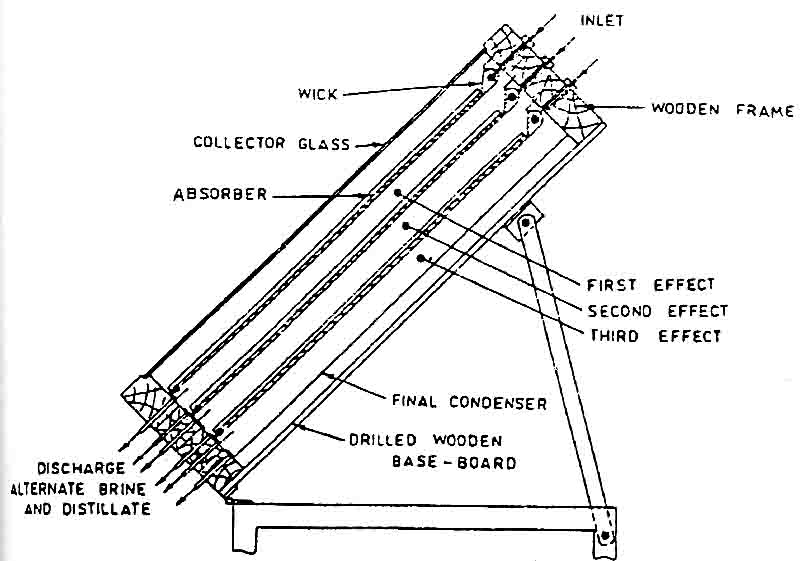 INLET
WICK
WOODEN FRAME
COLLECTOR GLASS
ABSORBER
FIRST EFFECT
SECOND EFFECT
THIRD EFFECT
FINAL CONDENSER
DRILLED WOODEN
BASE-BOARD
DISCHARGE
ALTERNATE BRINE
AND DISTILLATE